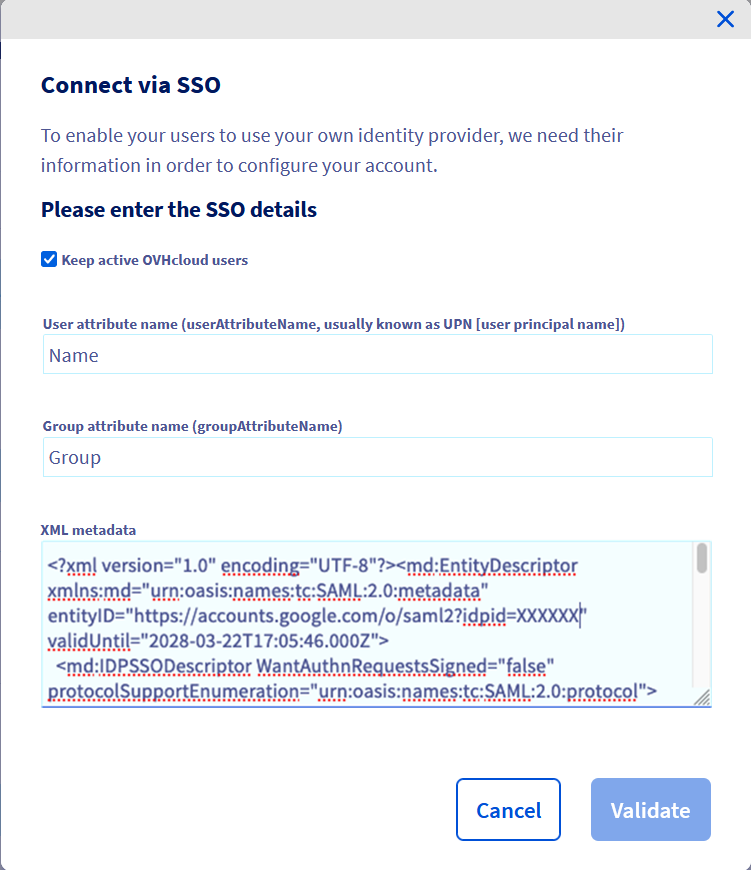 Connect via SSO
To enable your users to use your own identity provider, we need their
information in order to configure your account.
Please enter the SSO details
Keep active OVHcloud users
User attribute name (userAttributeName, usually known as UPN [user principal name])
Name
Group attribute name (groupAttributeName)
Group
XML metadata
<?xml version="1.0" encoding="UTF-8"?><md:EntityDescriptor
xmlns:md="urn:oasis:names:tc:SAML:2.0:metadata"
entityID="https://accounts.google.com/o/saml2?idpid=XXXXXX"
validUntil="2028-03-22T17:05:46.000Z">
<md:IDPSSODescriptor WantAuthnRequestsSigned="false"
protocolSupportEnumeration="urn:oasis:names:tc:SAML:2.0:protocol">
Cancel
Validate